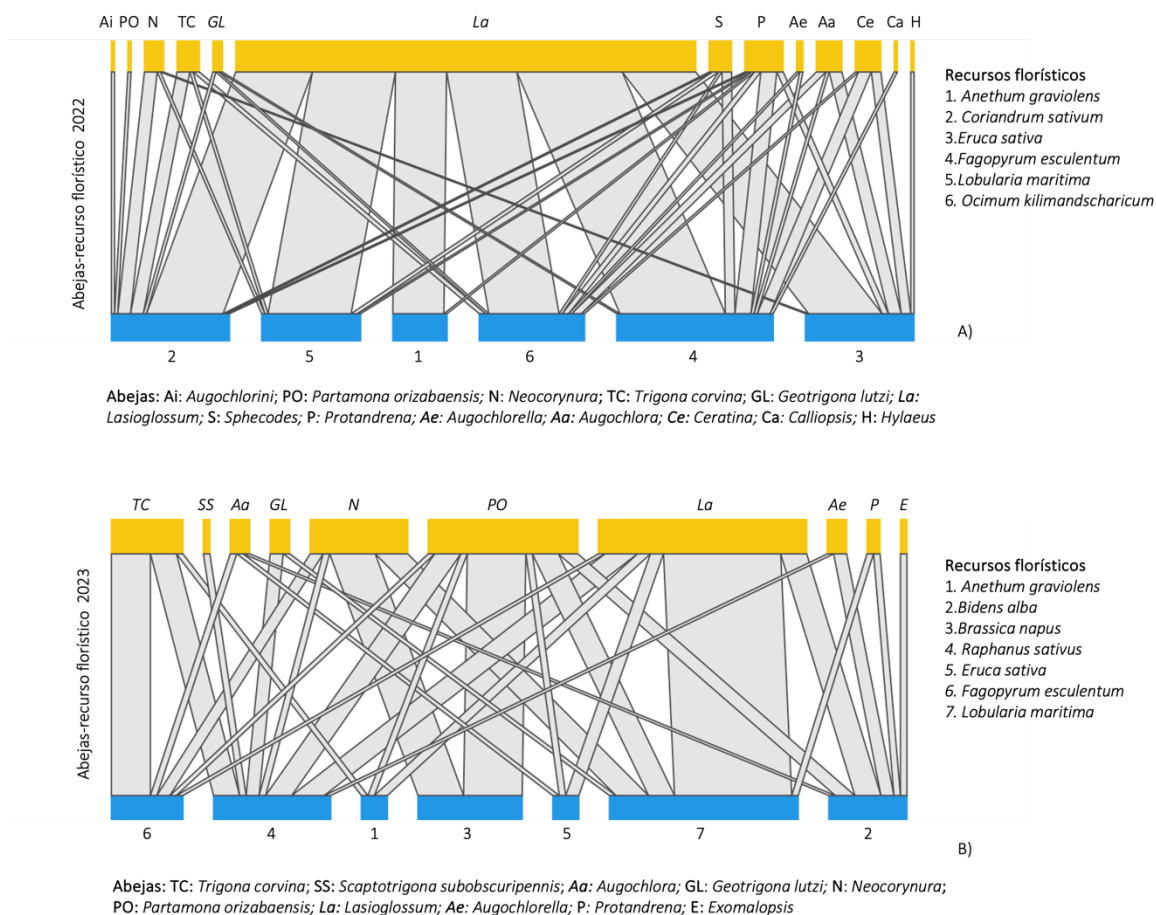 Ai PO N TC GL La S P Ae Aa Ce Ca H
Abejas-recurso florístico 2022
Recursos florísticos
1. Anethum graviolens
2. Coriandrum sativum
3.Eruca sativa
4.Fagopyrum esculentum
5.Lobularia maritima
6. Ocimum kilimandscharicum
A)
2 5 1 6 4 3
Abejas: Ai: Augochlorini; PO: Partamona orizabaensis; N: Neocorynura; TC: Trigona corvina; GL: Geotrigona lutzi; La:
Lasioglossum; S: Sphecodes; P: Protandrena; Ae: Augochlorella; Aa: Augochlora; Ce: Ceratina; Ca: Calliopsis; H: Hylaeus
TC SS Aa GL N PO La Ae P E
Abejas-recurso florístico 2023
Recursos florísticos
1. Anethum graviolens
2.Bidens alba
3.Brassica napus
4. Raphanus sativus
5. Eruca sativa
6. Fagopyrum esculentum
7. Lobularia maritima
6 4 1 3 5 7 2
B)
Abejas: TC: Trigona corvina; SS: Scaptotrigona subobscuripennis; Aa: Augochlora; GL: Geotrigona lutzi; N: Neocorynura;
PO: Partamona orizabaensis; La: Lasioglossum; Ae: Augochlorella; P: Protandrena; E: Exomalopsis